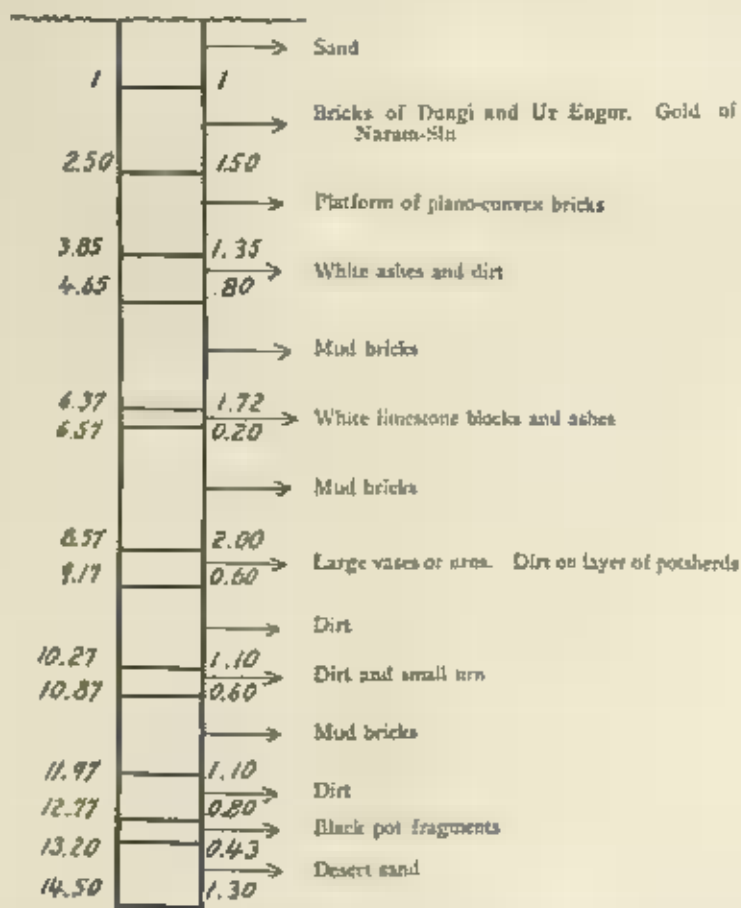 Sand
1 1
Bricks of Dungi and Ur Engur. Gold of
Naram-Sin
2.50 1.50
Platform of plano-convex bricks
3.85 1.35
White ashes and dirt
4.65 .80
Mud bricks
6.37 1.72
White limestone blocks and ashes
6.57 0.20
Mud bricks
8.57 2.00
Large vases or urns. Dirt on layer of potsherds
9.17 0.60
Dirt
10.27 1.10
Dirt and small urn
10.87 0.60
Mud bricks
11.97 1.10
Dirt
12.77 0.80
Black pot fragments
13.20 0.43
Desert sand
14.50 1.30